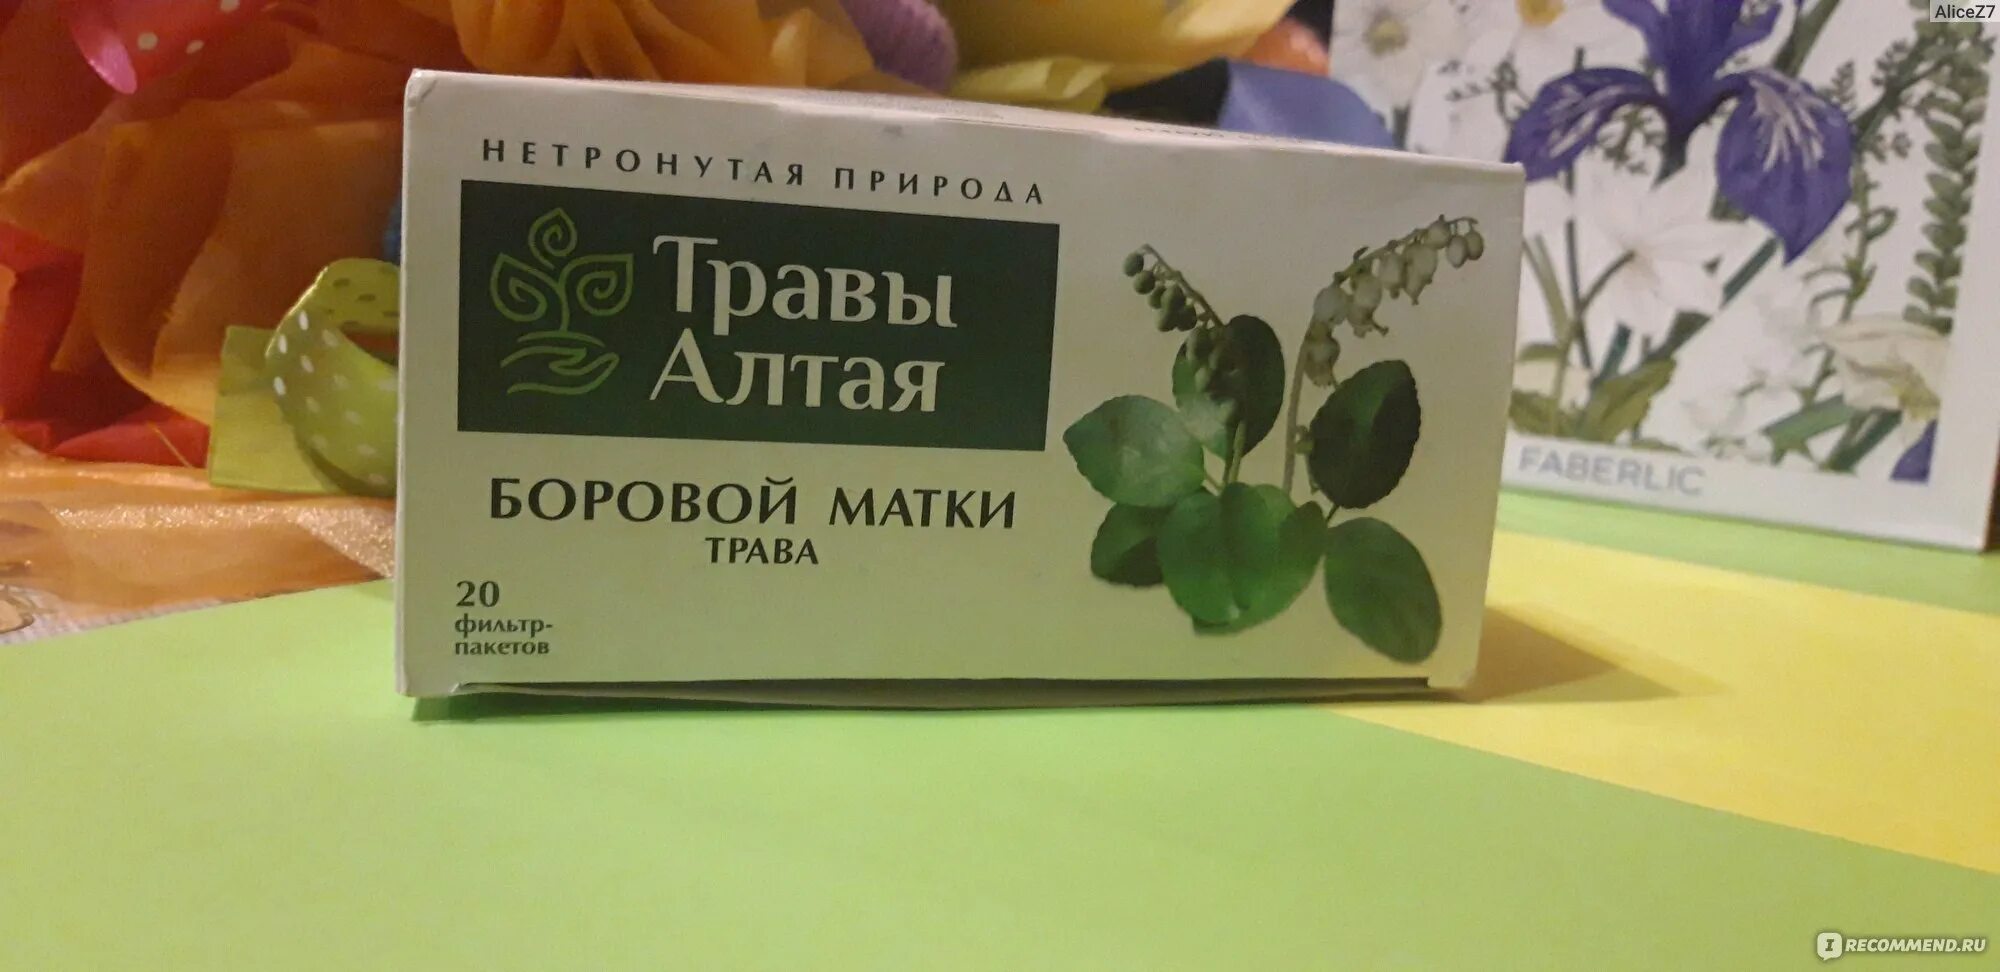 AliceZ7
НЕТРОНУТАЯ ПРИРОДА
Травы
Алтая
БОРОВОЙ МАТКИ
ТРАВА
20
фильтр-
пакетов
FABERLIC
I RECOMMEND.RU